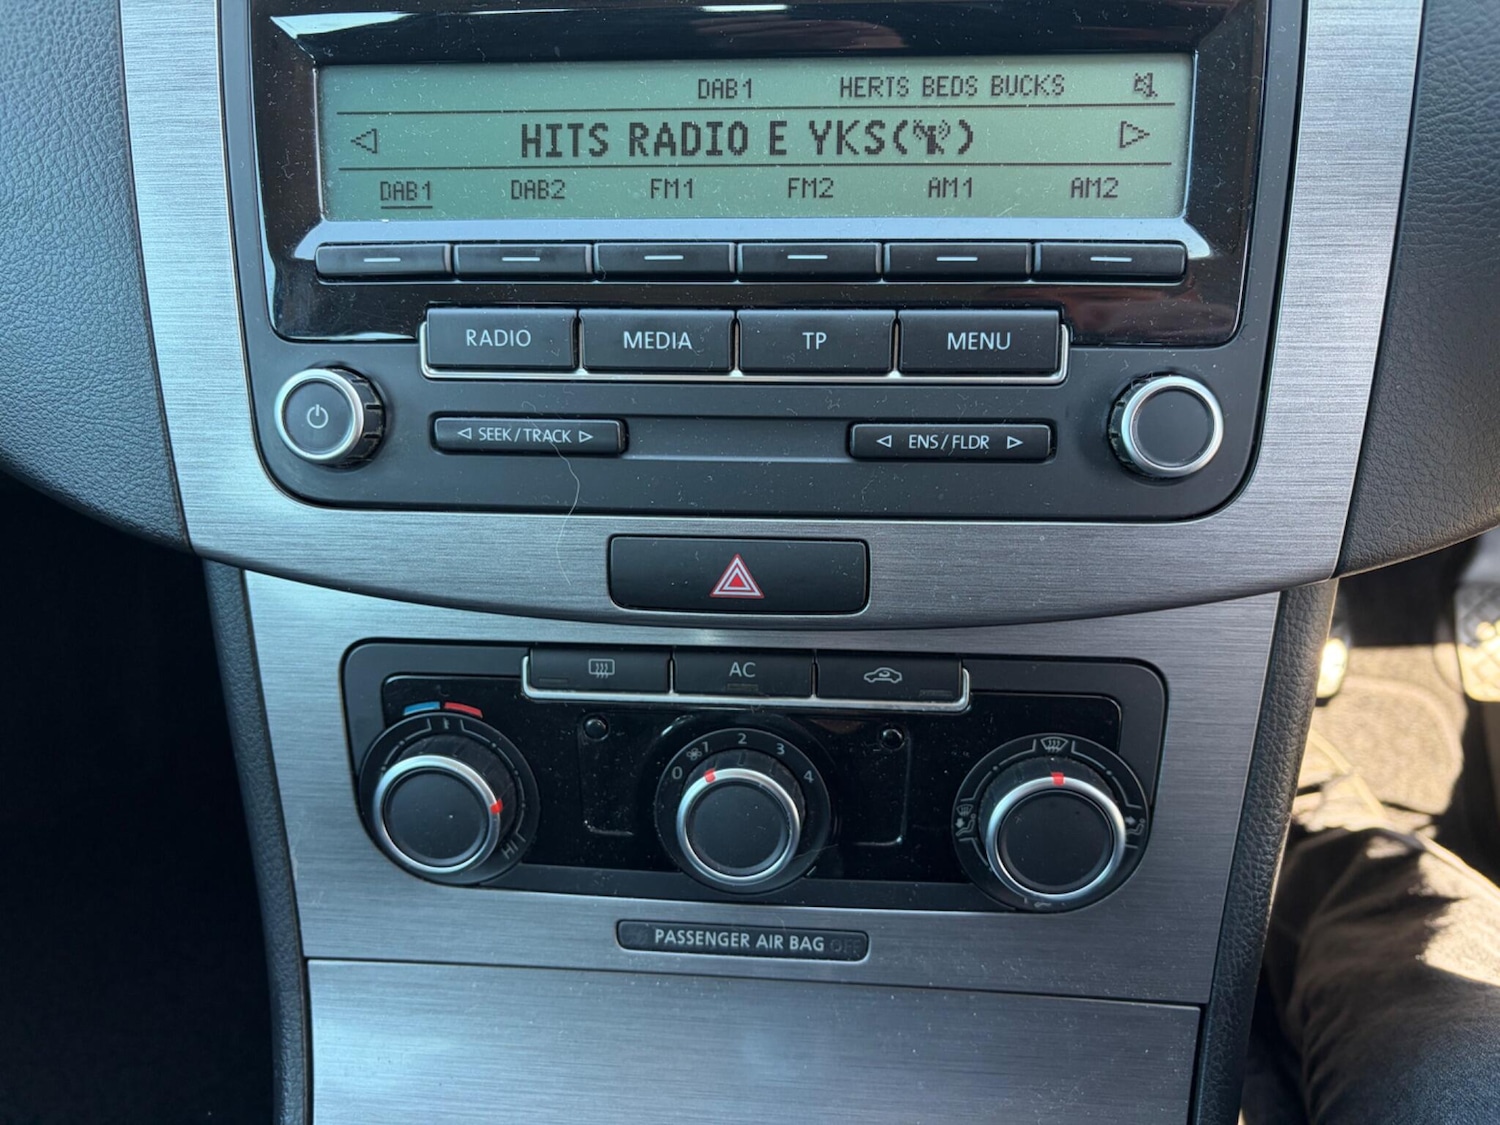 DAB1 HERTS BEDS BUCKS
HITS RADIO E YKS
DAB1 DAB2 FM1 FM2 AM1 AM2
RADIO MEDIA TP MENU
SEEK/TRACK ENS/FLDR
AC
0 1 2 3 4
HI
PASSENGER AIR BAG OFF